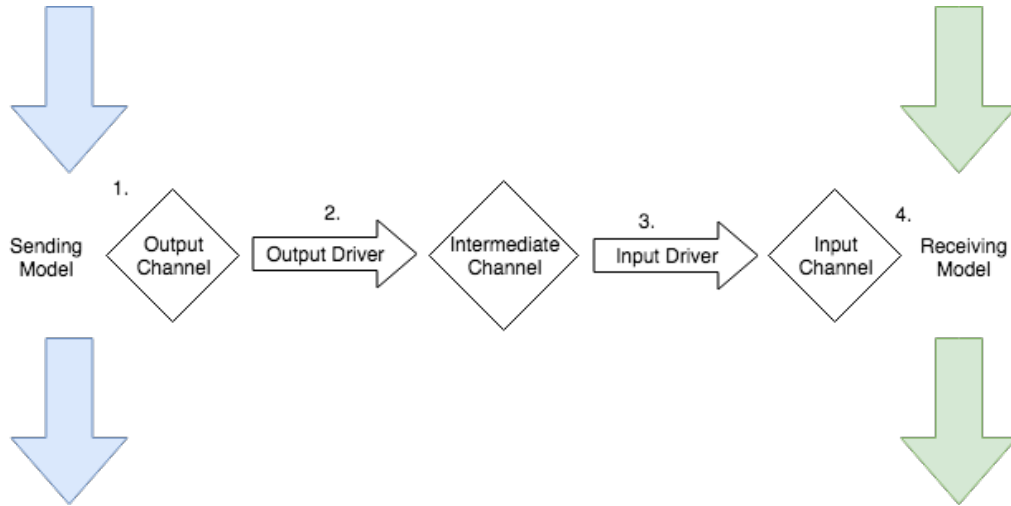 1.
Sending
Model
Output
Channel
2.
Output Driver
Intermediate
Channel
3.
Input Driver
Input
Channel
4.
Receiving
Model